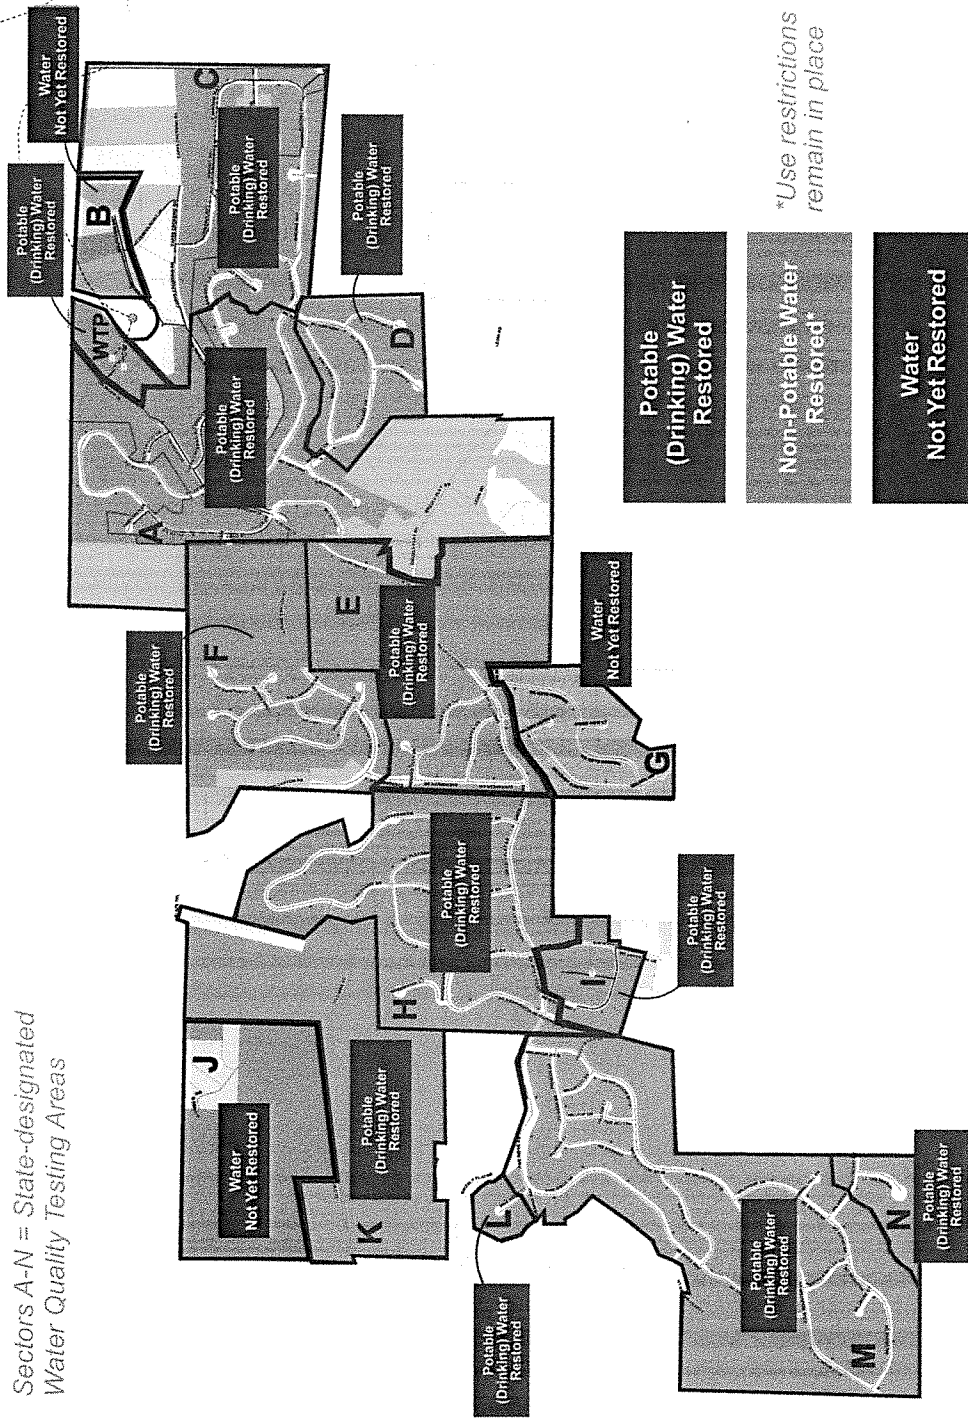 Sectors A-N = State-designated
Water Quality Testing Areas
J
Water
Not Yet Restored
K
Potable
(Drinking) Water
Restored
L
Potable
(Drinking) Water
Restored
H
Potable
(Drinking) Water
Restored
I
Potable
(Drinking) Water
Restored
M
Potable
(Drinking) Water
Restored
N
Potable
(Drinking) Water
Restored
F
Potable
(Drinking) Water
Restored
E
Potable
(Drinking) Water
Restored
G
Water
Not Yet Restored
A
Potable
(Drinking) Water
Restored
WTP
Potable
(Drinking) Water
Restored
B
Water
Not Yet Restored
C
Potable
(Drinking) Water
Restored
D
Potable
(Drinking) Water
Restored
Potable
(Drinking) Water
Restored
Non-Potable Water
Restored*
Water
Not Yet Restored
*Use restrictions
remain in place